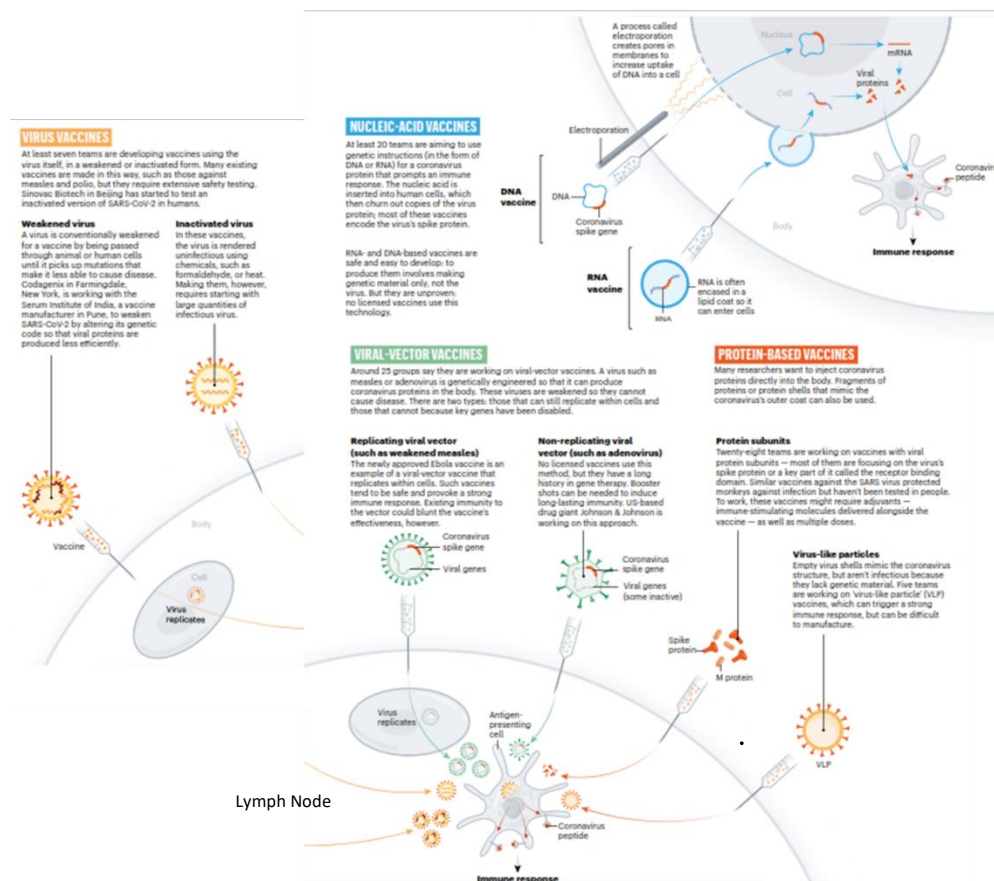 VIRUS VACCINES
At least seven teams are developing vaccines using the
virus itself, in a weakened or inactivated form. Many existing
vaccines are made in this way, such as those against
measles and polio, but they require extensive safety testing.
Sinovac Biotech in Beijing has started to test an
inactivated version of SARS-CoV-2 in humans.
Weakened virus
A virus is conventionally weakened
for a vaccine by being passed
through animal or human cells
until it picks up mutations that
make it less able to cause disease.
Codagenix in Farmingdale,
New York, is working with the
Serum Institute of India, a vaccine
manufacturer in Pune, to weaken
SARS-CoV-2 by altering its genetic
code so that viral proteins are
produced less efficiently.
Inactivated virus
In these vaccines,
the virus is rendered
uninfectious using
chemicals, such as
formaldehyde, or heat.
Making them, however,
requires starting with
large quantities of
infectious virus.
Vaccine
Body
Cell
Virus
replicates
NUCLEIC-ACID VACCINES
At least 20 teams are aiming to use
genetic instructions (in the form of
DNA or RNA) for a coronavirus
protein that prompts an immune
response. The nucleic acid is
inserted into human cells, which
then churn out copies of the virus
protein; most of these vaccines
encode the virus's spike protein.
RNA- and DNA-based vaccines are
safe and easy to develop: to
produce them involves making
genetic material only, not the
virus. But they are unproven:
no licensed vaccines use this
technology.
A process called
electroporation
creates pores in
membranes to
increase uptake
of DNA into a cell
Electroporation
DNA
vaccine
DNA
Coronavirus
spike gene
RNA
vaccine
RNA
RNA is often
encased in a
lipid coat so it
can enter cells
Nucleus
mRNA
Viral
proteins
Cell
Body
Coronavirus
peptide
Immune response
VIRAL-VECTOR VACCINES
Around 25 groups say they are working on viral-vector vaccines. A virus such as
measles or adenovirus is genetically engineered so that it can produce
coronavirus proteins in the body. These viruses are weakened so they cannot
cause disease. There are two types: those that can still replicate within cells and
those that cannot because key genes have been disabled.
Replicating viral vector
(such as weakened measles)
The newly approved Ebola vaccine is an
example of a viral-vector vaccine that
replicates within cells. Such vaccines
tend to be safe and provoke a strong
immune response. Existing immunity to
the vector could blunt the vaccine's
effectiveness, however.
Coronavirus
spike gene
Viral genes
Non-replicating viral
vector (such as adenovirus)
No licensed vaccines use this
method, but they have a long
history in gene therapy. Booster
shots can be needed to induce
long-lasting immunity. US-based
drug giant Johnson & Johnson is
working on this approach.
Coronavirus
spike gene
Viral genes
(some inactive)
PROTEIN-BASED VACCINES
Many researchers want to inject coronavirus
proteins directly into the body. Fragments of
proteins or protein shells that mimic the
coronavirus's outer coat can also be used.
Protein subunits
Twenty-eight teams are working on vaccines with viral
protein subunits — most of them are focusing on the virus's
spike protein or a key part of it called the receptor binding
domain. Similar vaccines against the SARS virus protected
monkeys against infection but haven't been tested in people.
To work, these vaccines might require adjuvants —
immune-stimulating molecules delivered alongside the
vaccine — as well as multiple doses.
Virus-like particles
Empty virus shells mimic the coronavirus
structure, but aren't infectious because
they lack genetic material. Five teams
are working on 'virus-like particle' (VLP)
vaccines, which can trigger a strong
immune response, but can be difficult
to manufacture.
Spike
protein
M protein
VLP
Virus
replicates
Antigen-
presenting
cell
Lymph Node
Coronavirus
peptide
Immune response